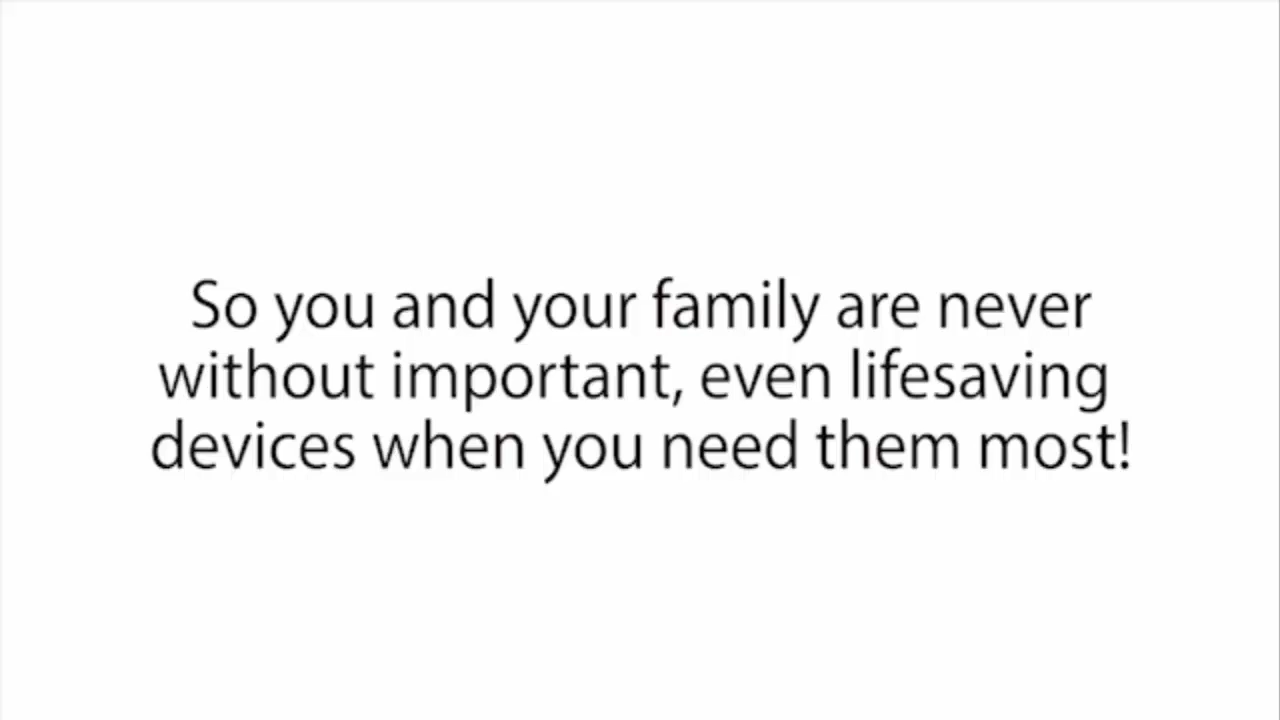 So you and your family are never
without important, even lifesaving
devices when you need them most!